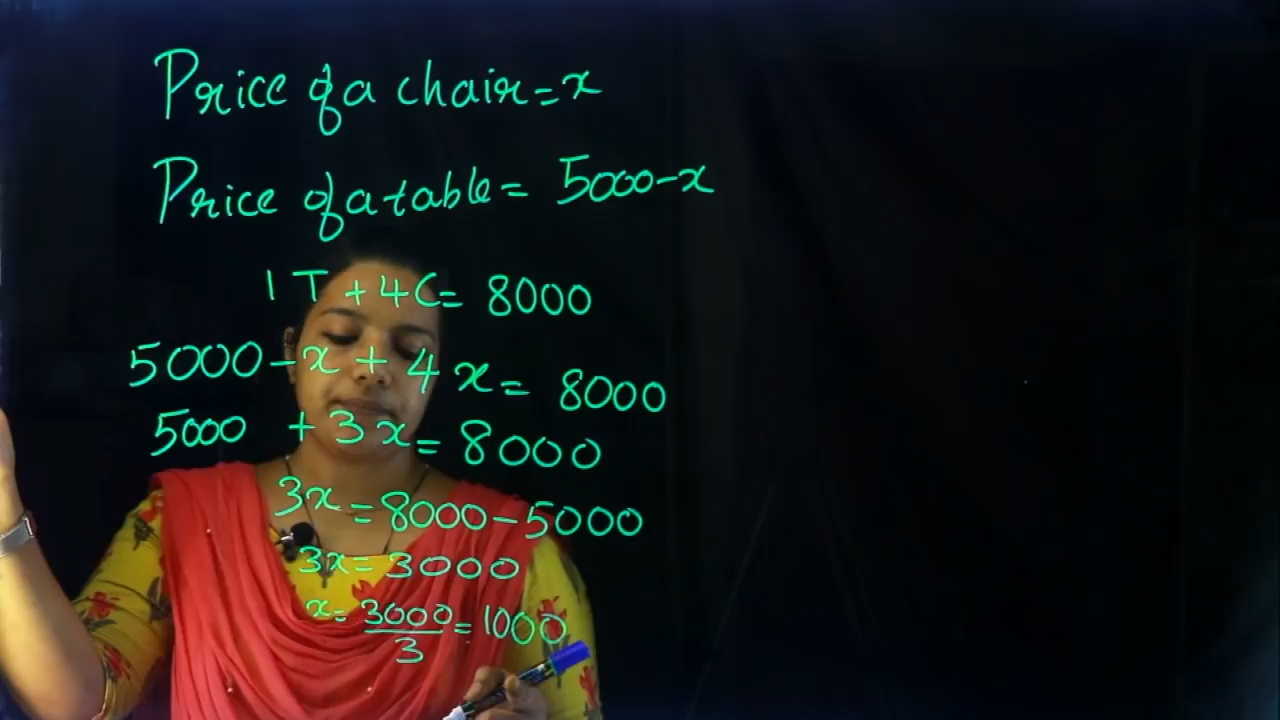 Price of a chair = x
Price of a table = 5000-x
1T + 4C = 8000
5000 - x + 4x = 8000
5000 + 3x = 8000
3x = 8000 - 5000
3x = 3000
x = 3000/3 = 1000